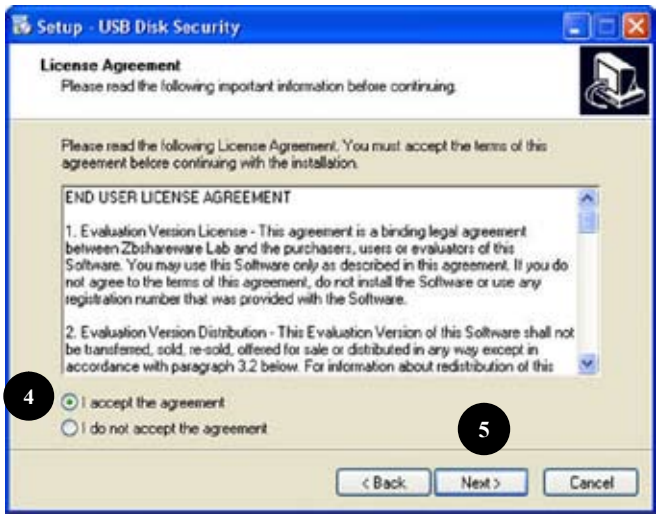 Setup - USB Disk Security
License Agreement
Please read the following important information before continuing.
Please read the following License Agreement. You must accept the terms of this
agreement before continuing with the installation.
END USER LICENSE AGREEMENT
1. Evaluation Version License - This agreement is a binding legal agreement
between Zbshareware Lab and the purchasers, users or evaluators of this
Software. You may use this Software only as described in this agreement. If you do
not agree to the terms of this agreement, do not install the Software or use any
registration number that was provided with the Software.
2. Evaluation Version Distribution - This Evaluation Version of this Software shall not
be transferred, sold, re-sold, offered for sale or distributed in any way except in
accordance with paragraph 3.2 below. For information about redistribution of this
4
I accept the agreement
I do not accept the agreement
5
< Back
Next >
Cancel